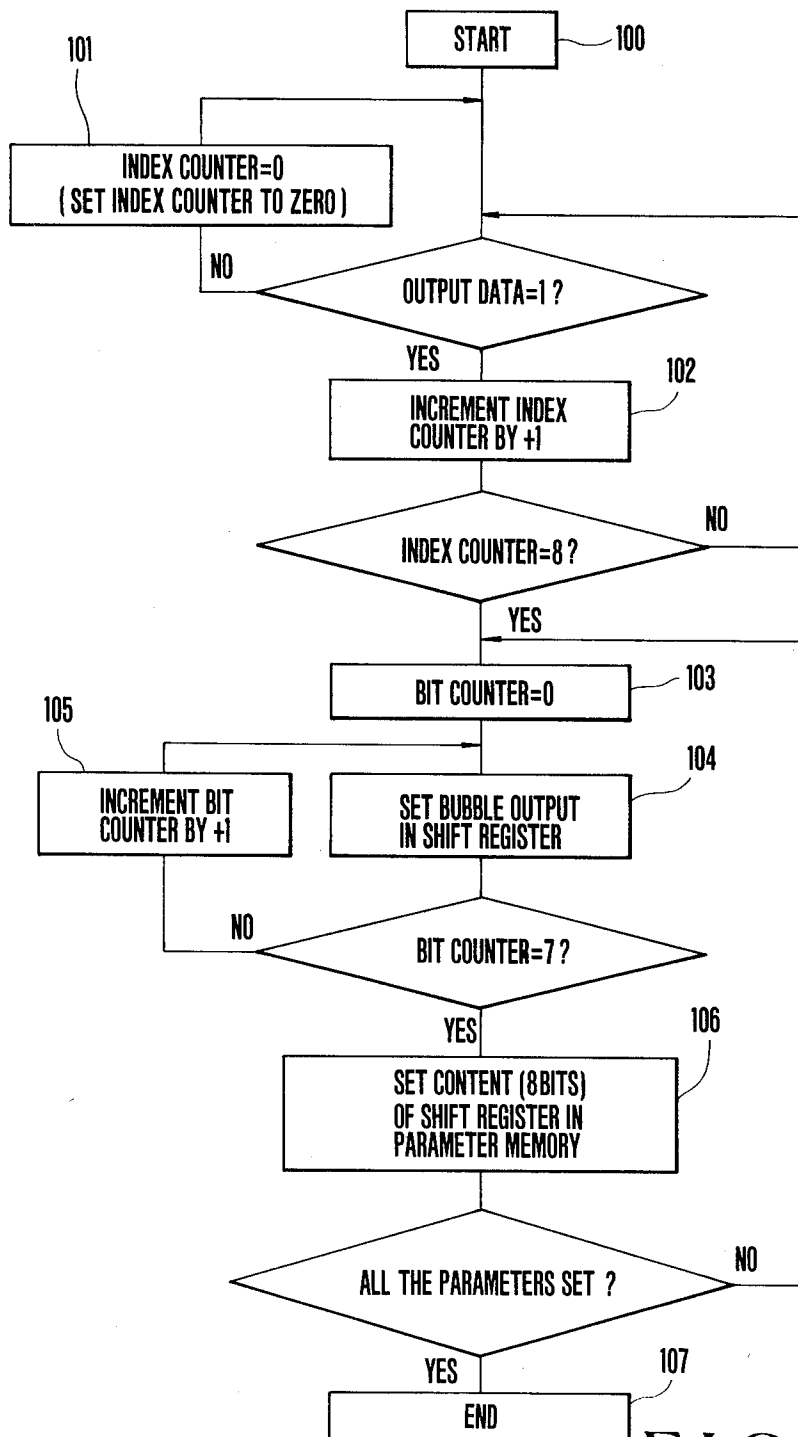 START
100
101
INDEX COUNTER=0
(SET INDEX COUNTER TO ZERO)
NO
OUTPUT DATA=1?
YES
102
INCREMENT INDEX
COUNTER BY +1
NO
INDEX COUNTER=8?
YES
BIT COUNTER=0
103
105
104
INCREMENT BIT
COUNTER BY +1
SET BUBBLE OUTPUT
IN SHIFT REGISTER
NO
BIT COUNTER=7?
YES
106
SET CONTENT (8BITS)
OF SHIFT REGISTER IN
PARAMETER MEMORY
NO
ALL THE PARAMETERS SET ?
YES
107
END